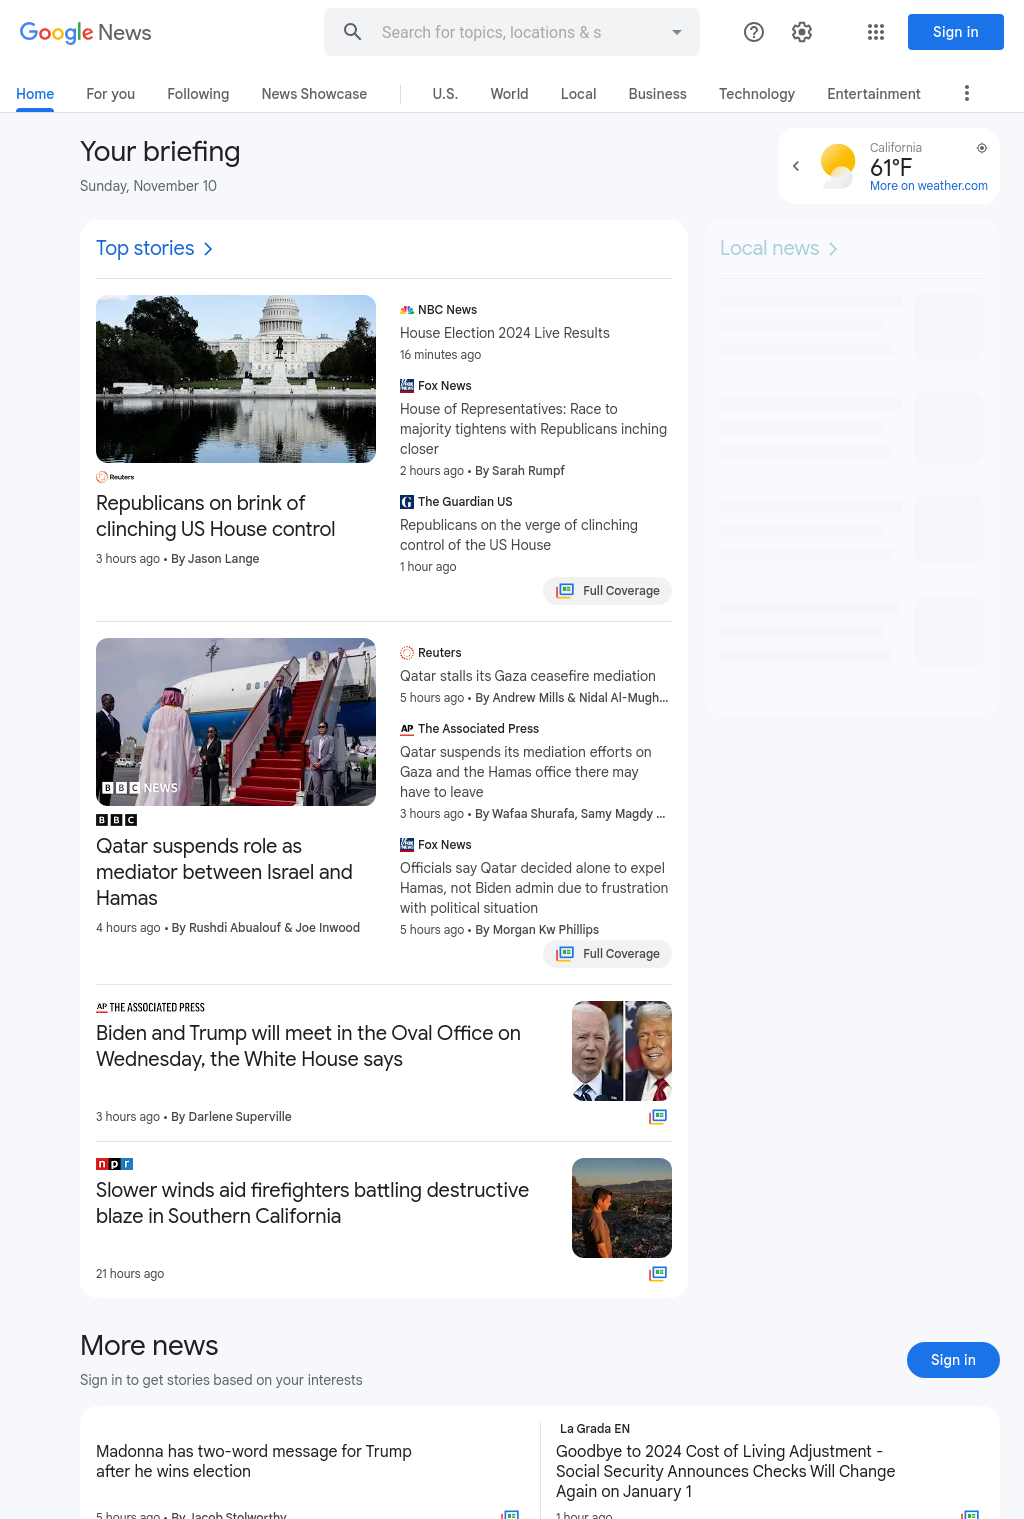 Google News
Search for topics, locations & s
Sign in
Home
For you
Following
News Showcase
U.S.
World
Local
Business
Technology
Entertainment
Your briefing
Sunday, November 10
California
61°F
More on weather.com
Top stories
Local news
Reuters
Republicans on brink of
clinching US House control
3 hours ago • By Jason Lange
NBC News
House Election 2024 Live Results
16 minutes ago
Fox News
House of Representatives: Race to
majority tightens with Republicans inching
closer
2 hours ago • By Sarah Rumpf
The Guardian US
Republicans on the verge of clinching
control of the US House
1 hour ago
Full Coverage
BBC NEWS
BBC
Qatar suspends role as
mediator between Israel and
Hamas
4 hours ago • By Rushdi Abualouf & Joe Inwood
Reuters
Qatar stalls its Gaza ceasefire mediation
5 hours ago • By Andrew Mills & Nidal Al-Mugh...
AP The Associated Press
Qatar suspends its mediation efforts on
Gaza and the Hamas office there may
have to leave
3 hours ago • By Wafaa Shurafa, Samy Magdy ...
Fox News
Officials say Qatar decided alone to expel
Hamas, not Biden admin due to frustration
with political situation
5 hours ago • By Morgan Kw Phillips
Full Coverage
AP THE ASSOCIATED PRESS
Biden and Trump will meet in the Oval Office on
Wednesday, the White House says
3 hours ago • By Darlene Superville
npr
Slower winds aid firefighters battling destructive
blaze in Southern California
21 hours ago
More news
Sign in to get stories based on your interests
Sign in
Madonna has two-word message for Trump
after he wins election
5 hours ago • By Jacob Stolworthy
La Grada EN
Goodbye to 2024 Cost of Living Adjustment -
Social Security Announces Checks Will Change
Again on January 1
1 hour ago